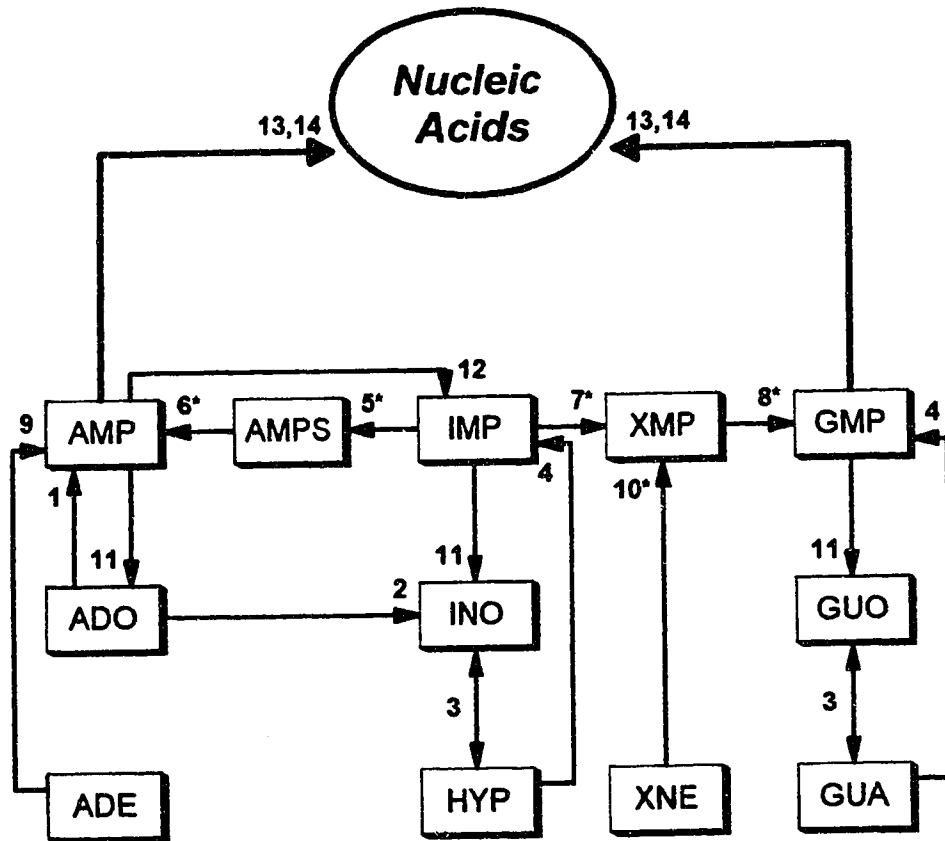 Nucleic
Acids
13,14
13,14
12
9
AMP
6*
AMPS
5*
IMP
7*
XMP
8*
GMP
4
4
1
10*
11
11
11
ADO
2
INO
GUO
3
3
ADE
HYP
XNE
GUA